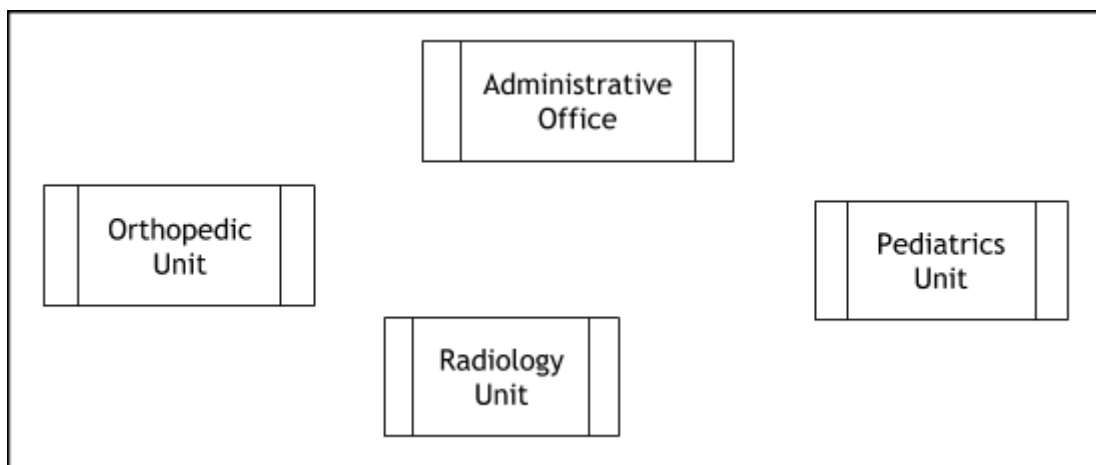 Administrative
Office
Orthopedic
Unit
Pediatrics
Unit
Radiology
Unit